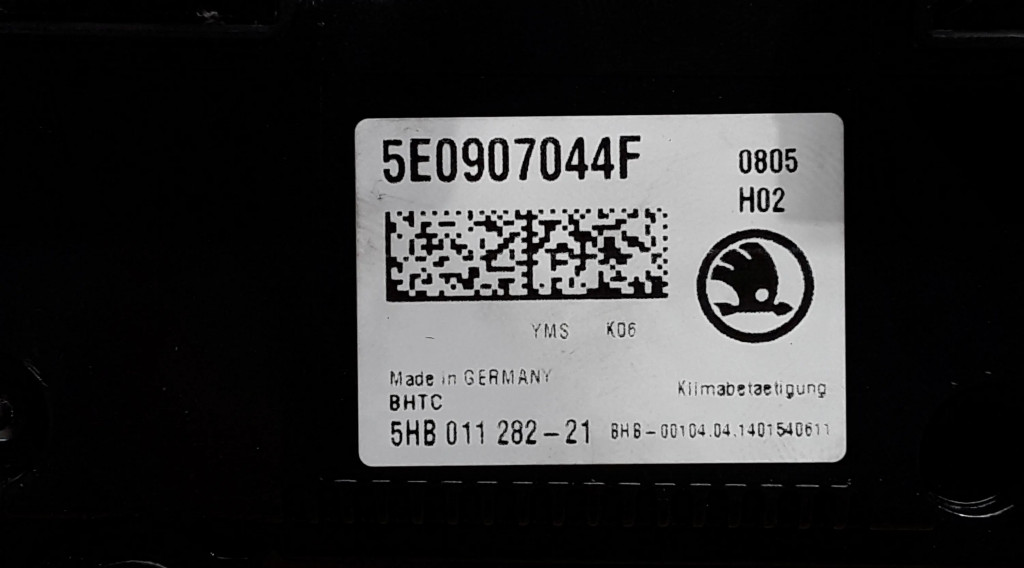 5E0907044F
0805
H02
YMS K06
Made in GERMANY
BHTC
Klimabetaetigung
5HB 011 282-21
BHB-00104.04.1401540611